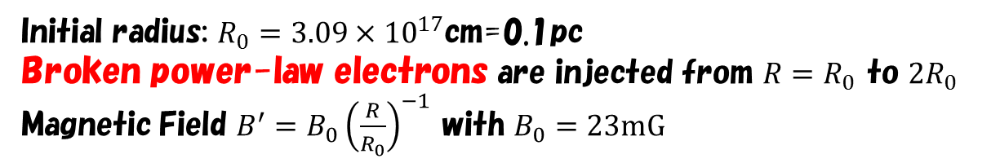 Initial radius: R₀ = 3.09 × 10¹⁷cm=0.1pc
Broken power-law electrons are injected from R = R₀ to 2R₀
Magnetic Field B′ = B₀ (R/R₀)⁻¹ with B₀ = 23mG